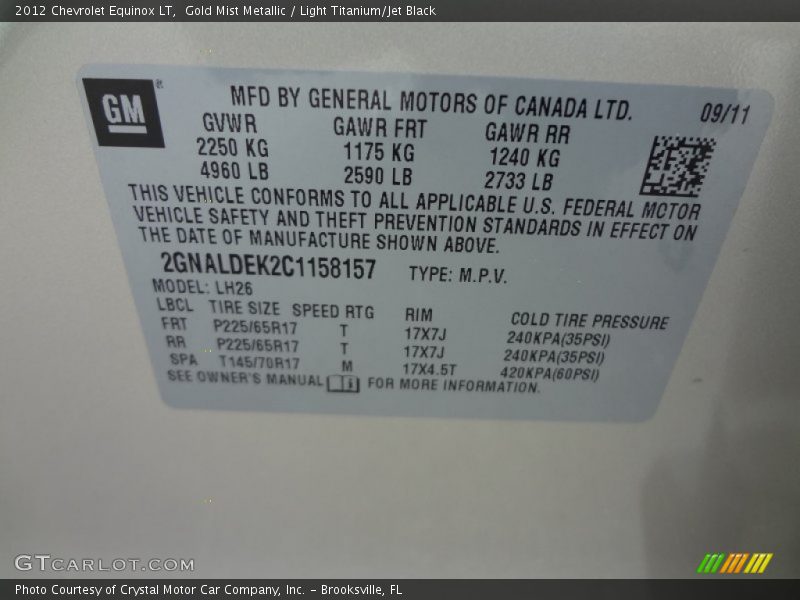 2012 Chevrolet Equinox LT,  Gold Mist Metallic / Light Titanium/Jet Black
GM ®
MFD BY GENERAL MOTORS OF CANADA LTD. 09/11
GVWR GAWR FRT GAWR RR
2250 KG 1175 KG 1240 KG
4960 LB 2590 LB 2733 LB
THIS VEHICLE CONFORMS TO ALL APPLICABLE U.S. FEDERAL MOTOR
VEHICLE SAFETY AND THEFT PREVENTION STANDARDS IN EFFECT ON
THE DATE OF MANUFACTURE SHOWN ABOVE.
2GNALDEK2C1158157 TYPE: M.P.V.
MODEL: LH26
LBCL TIRE SIZE SPEED RTG RIM COLD TIRE PRESSURE
FRT P225/65R17 T 17X7J 240KPA(35PSI)
RR P225/65R17 T 17X7J 240KPA(35PSI)
SPA T145/70R17 M 17X4.5T 420KPA(60PSI)
SEE OWNER'S MANUAL FOR MORE INFORMATION.
GTCARLOT.COM
Photo Courtesy of Crystal Motor Car Company, Inc. – Brooksville, FL